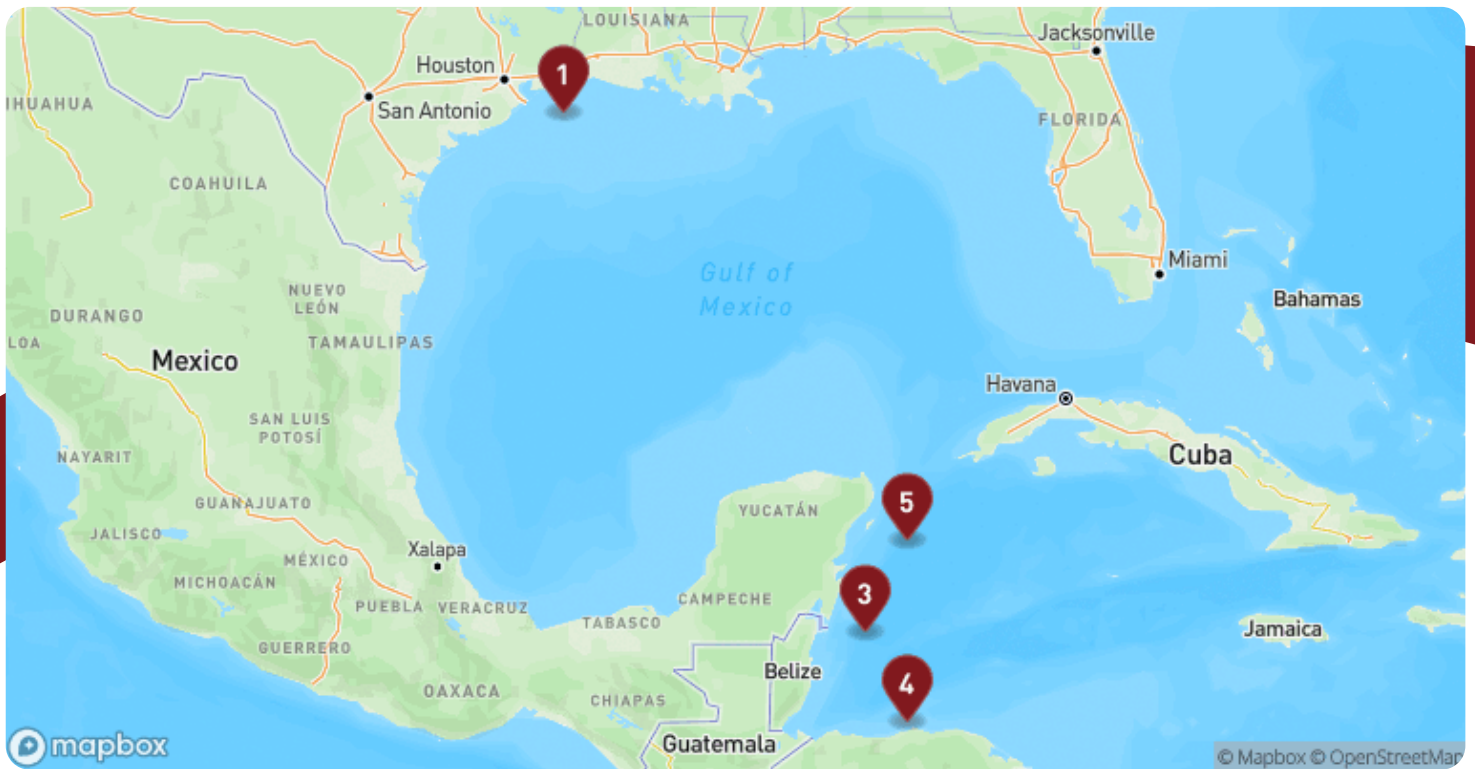 LOUISIANA
Jacksonville
Houston
1
IHUAHUA
San Antonio
FLORIDA
COAHUILA
Miami
Gulf of
Mexico
NUEVO
LEÓN
Bahamas
DURANGO
LOA
TAMAULIPAS
Mexico
Havana
SAN LUIS
POTOSÍ
NAYARIT
Cuba
GUANAJUATO
5
YUCATÁN
JALISCO
Xalapa
MÉXICO
MICHOACÁN
3
PUEBLA
VERACRUZ
CAMPECHE
TABASCO
Jamaica
GUERRERO
Belize
OAXACA
4
CHIAPAS
mapbox
Guatemala
© Mapbox © OpenStreetMap